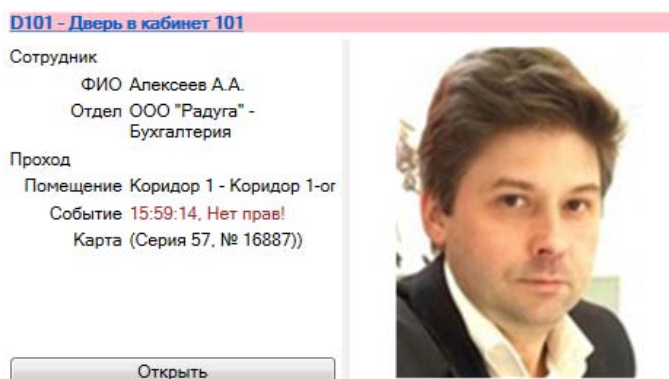 D101 - Дверь в кабинет 101
Сотрудник
ФИО Алексеев А.А.
Отдел ООО "Радуга" -
Бухгалтерия
Проход
Помещение Коридор 1 - Коридор 1-ог
Событие 15:59:14, Нет прав!
Карта (Серия 57, № 16887))
Открыть